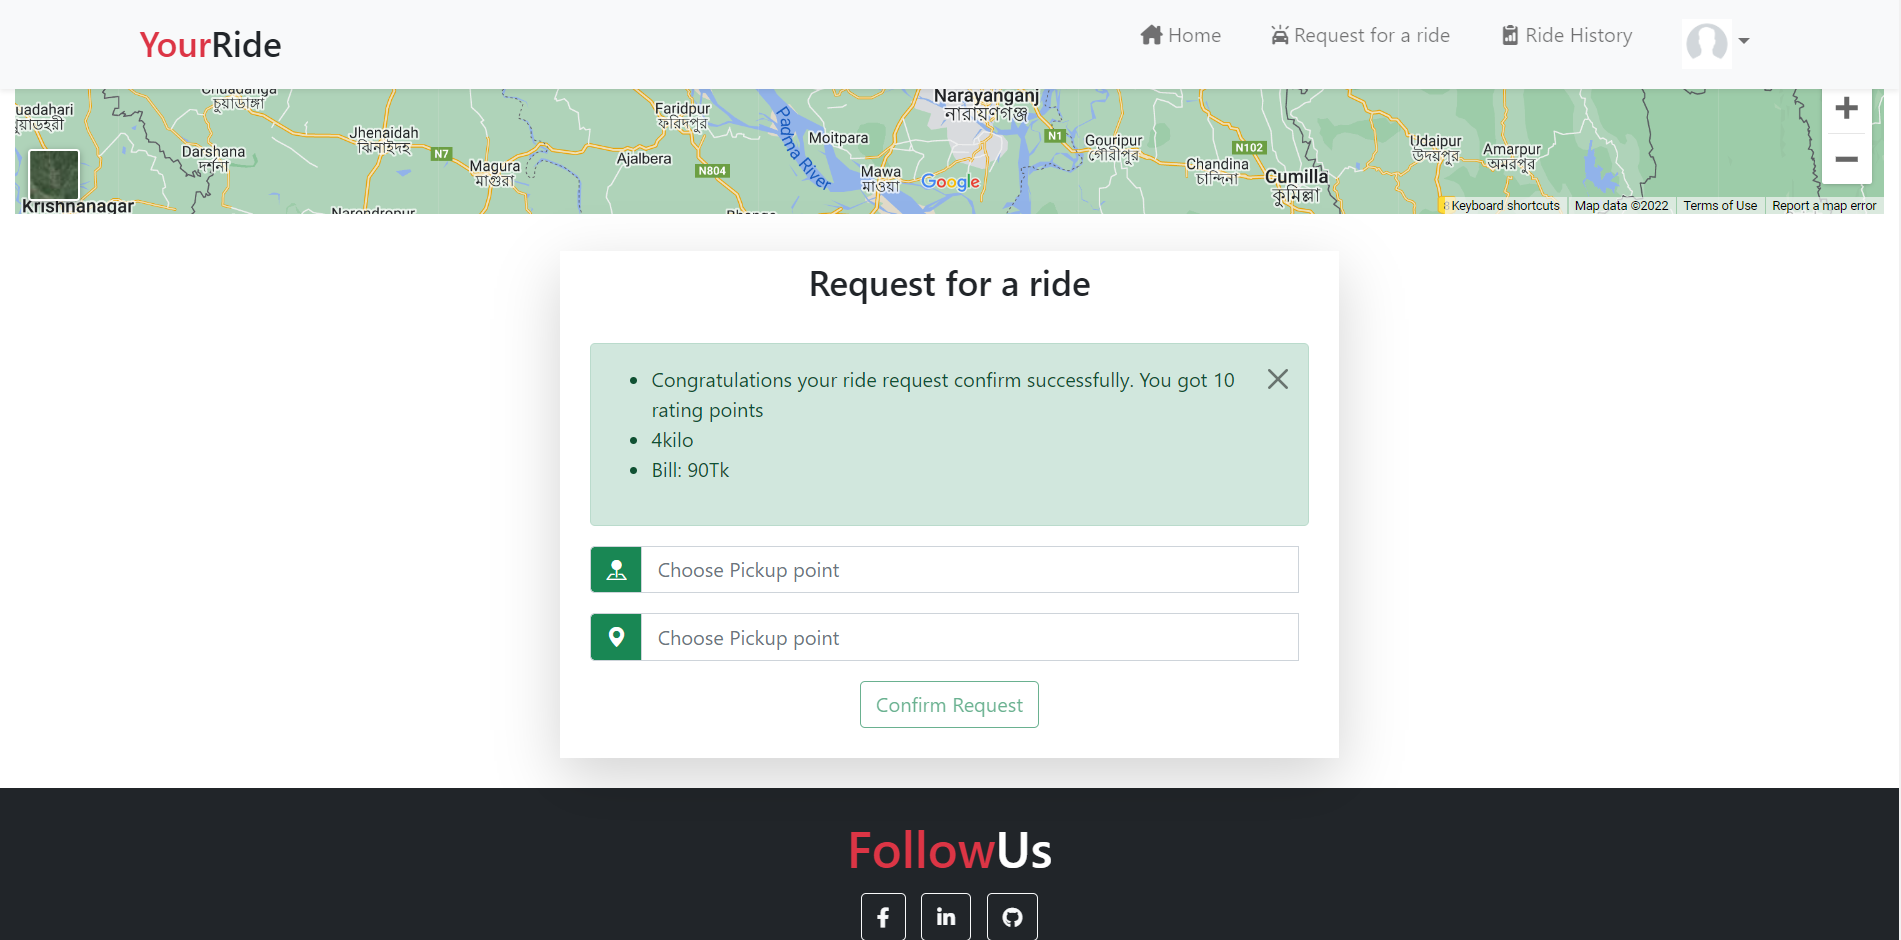 YourRide
Home
Request for a ride
Ride History
Chuadanga
চুয়াডাঙ্গা
Narayanganj
নারায়ণগঞ্জ
Faridpur
ফরিদপুর
Jhenaidah
ঝিনাইদহ
Moitpara
Padma River
N1
Gouripur
গৌরীপুর
Udaipur
উদয়পুর
Amarpur
অমরপুর
Darshana
দর্শনা
N7
Magura
মাগুরা
Ajalbera
N804
Mawa
মাওয়া
Google
N102
Chandina
চান্দিনা
Cumilla
কুমিল্লা
Krishnanagar
Narendropur
Keyboard shortcuts
Map data ©2022
Terms of Use
Report a map error
Request for a ride
Congratulations your ride request confirm successfully. You got 10
rating points
4kilo
Bill: 90Tk
Choose Pickup point
Choose Pickup point
Confirm Request
FollowUs